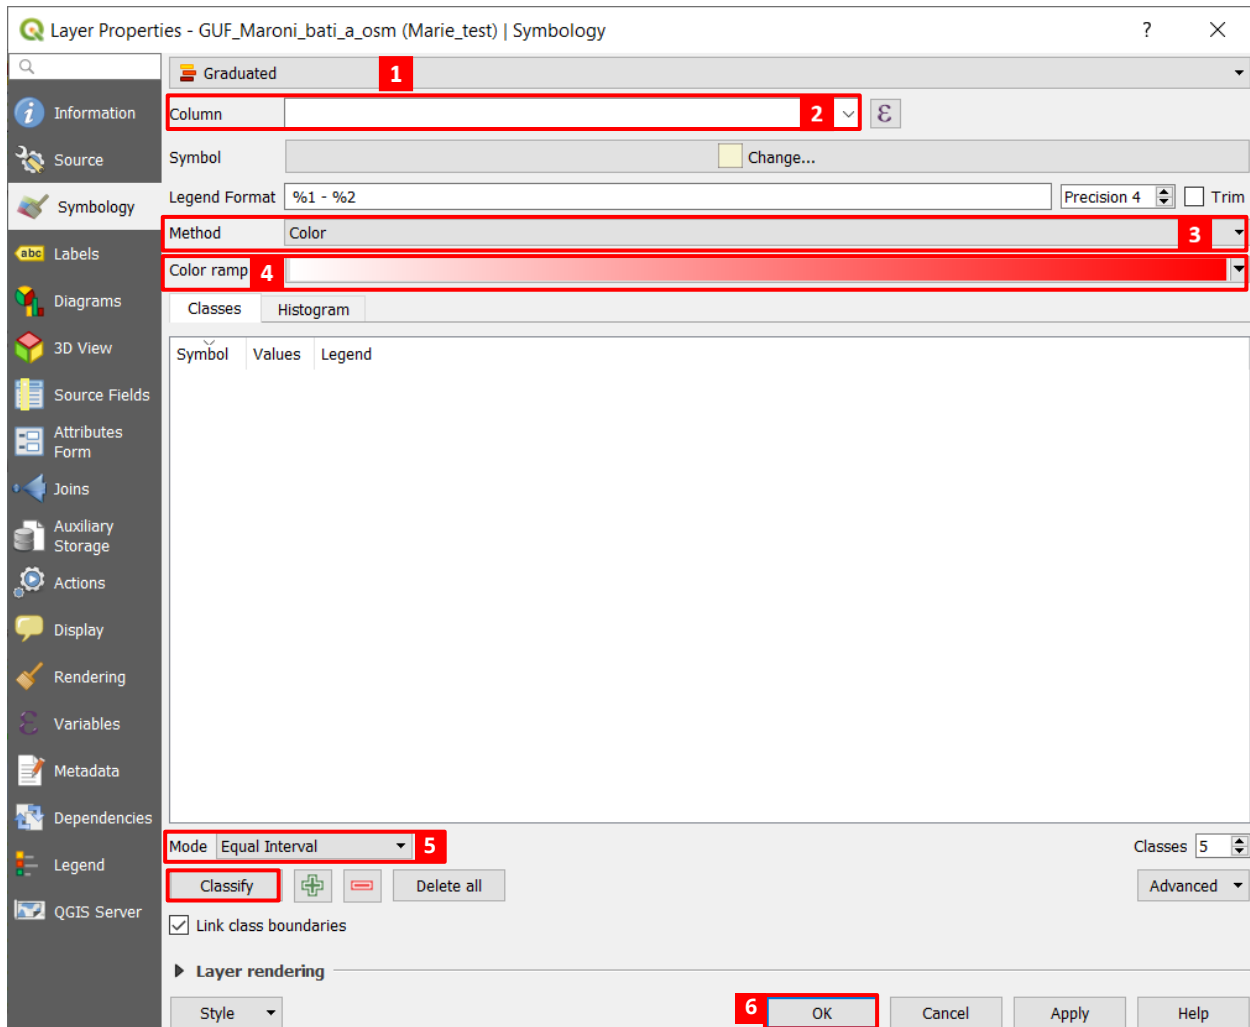 Layer Properties - GUF_Maroni_bati_a_osm (Marie_test) | Symbology ?
Graduated 1
Information
Column 2 ε
Source
Symbol Change...
Symbology
Legend Format %1 - %2 Precision 4 Trim
Method Color 3
abc Labels
Color ramp 4
Diagrams
Classes Histogram
3D View
Symbol Values Legend
Source Fields
Attributes
Form
Joins
Auxiliary
Storage
Actions
Display
Rendering
ε Variables
Metadata
Dependencies
Mode Equal Interval 5 Classes 5
Legend
Classify Delete all Advanced
QGIS Server
Link class boundaries
Layer rendering
Style 6 OK Cancel Apply Help